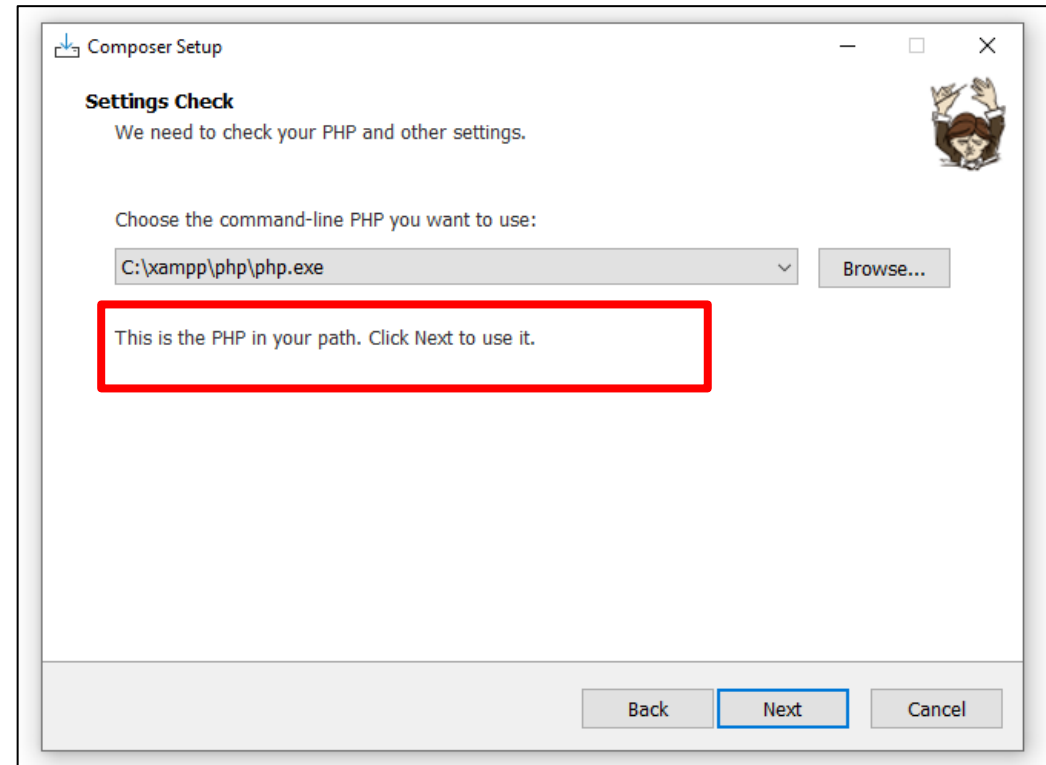 Composer Setup
Settings Check
We need to check your PHP and other settings.
Choose the command-line PHP you want to use:
C:\xampp\php\php.exe
Browse...
This is the PHP in your path. Click Next to use it.
Back
Next
Cancel